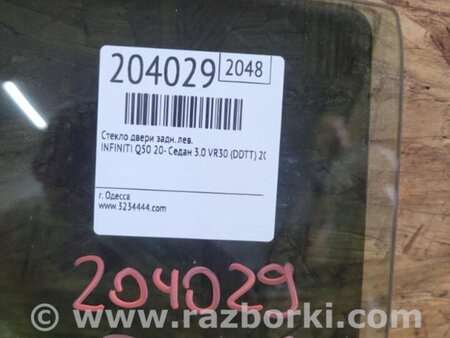 204029 2048
Стекло двери задн. лев.
INFINITI Q50 20- Седан 3.0 VR30 (DDTT) 20
г. Одесса
www.3234444.com
204029
www.razborki.com